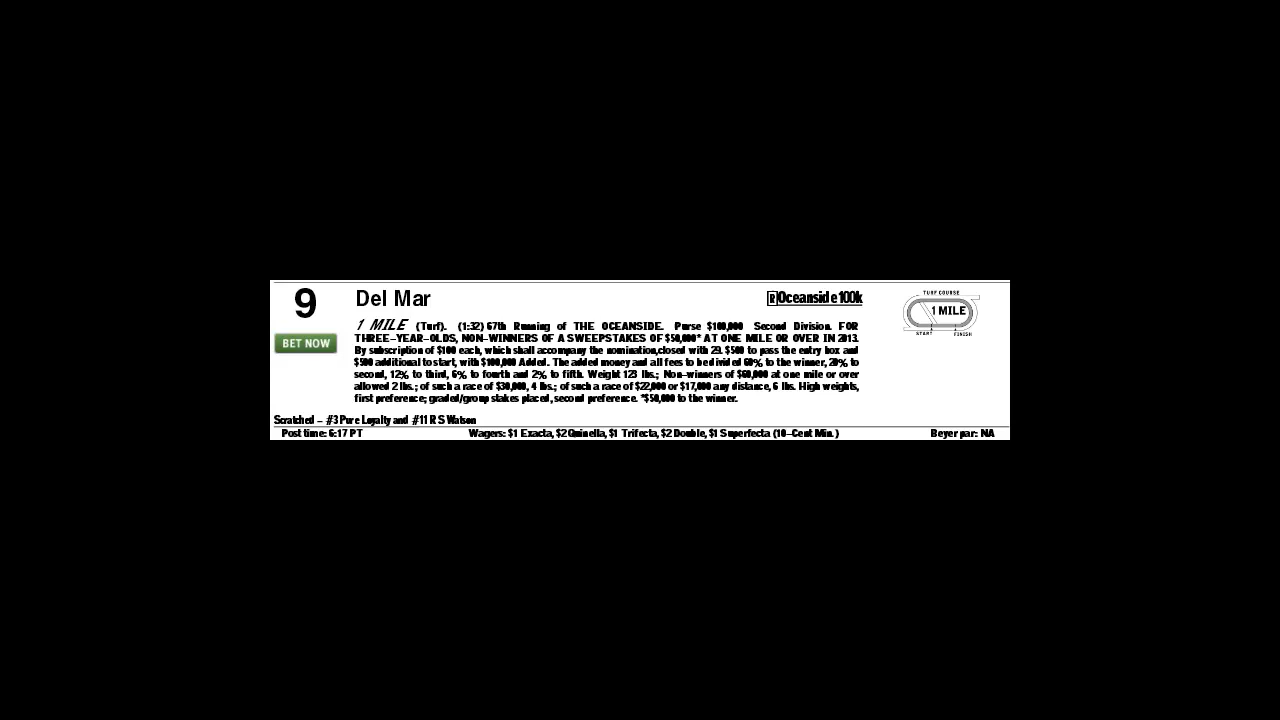 9
Del Mar
R Oceanside 100k
TURF COURSE
1 MILE
START FINISH
BET NOW
1 MILE (Turf). (1:32) 67th Running of THE OCEANSIDE. Purse $100,000 Second Division. FOR
THREE-YEAR-OLDS, NON-WINNERS OF A SWEEPSTAKES OF $50,000* AT ONE MILE OR OVER IN 2013.
By subscription of $100 each, which shall accompany the nomination,closed with 29. $500 to pass the entry box and
$500 additional to start, with $100,000 Added. The added money and all fees to be divided 60% to the winner, 20% to
second, 12% to third, 6% to fourth and 2% to fifth. Weight 123 lbs.; Non-winners of $60,000 at one mile or over
allowed 2 lbs.; of such a race of $30,000, 4 lbs.; of such a race of $22,000 or $17,000 any distance, 6 lbs. High weights,
first preference; graded/group stakes placed, second preference. *$50,000 to the winner.
Scratched - #3 Pure Loyalty and #11 R S Watson
Post time: 6:17 PT Wagers: $1 Exacta, $2 Quinella, $1 Trifecta, $2 Double, $1 Superfecta (10-Cent Min.) Beyer par: NA